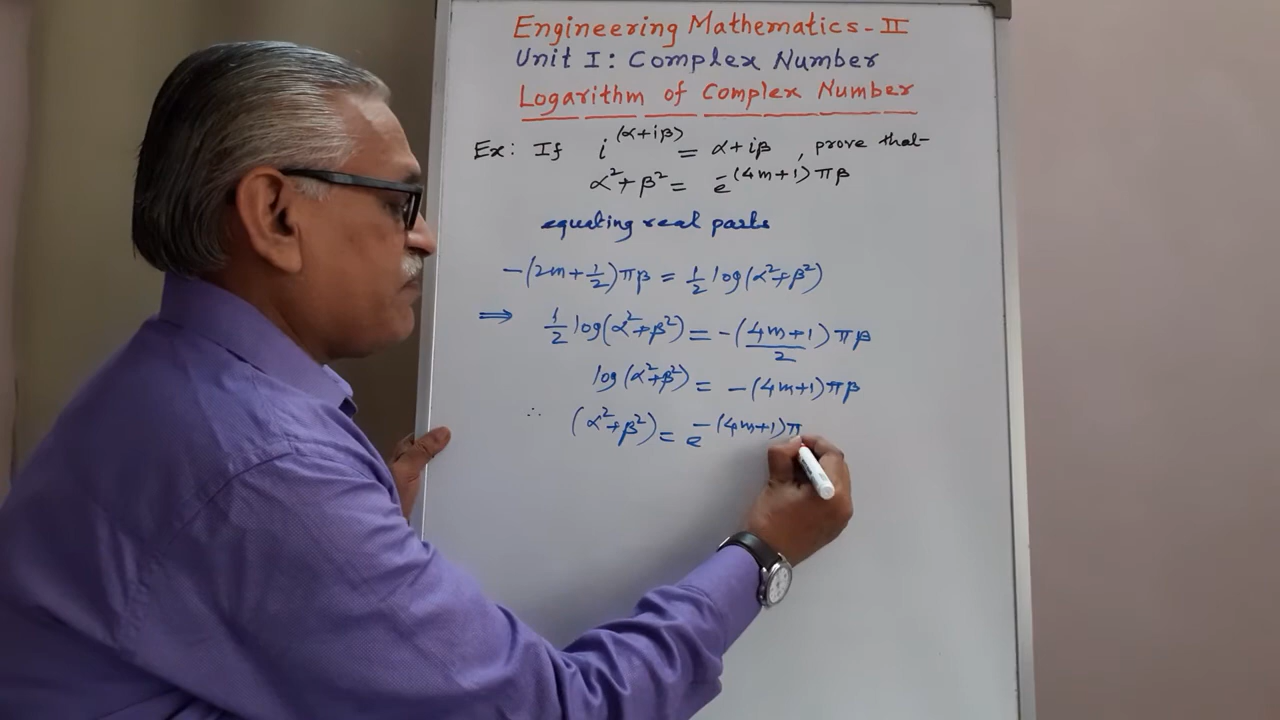 Engineering Mathematics - II
Unit I: Complex Number
Logarithm of Complex Number
Ex: If i^(α+iβ) = α+iβ, prove that
α²+β² = e^-(4m+1)πβ
equating real parts
-(2m+1/2)πβ = 1/2 log(α²+β²)
⇒ 1/2 log(α²+β²) = -(4m+1)/2 πβ
log(α²+β²) = -(4m+1)πβ
∴ (α²+β²) = e^-(4m+1)π